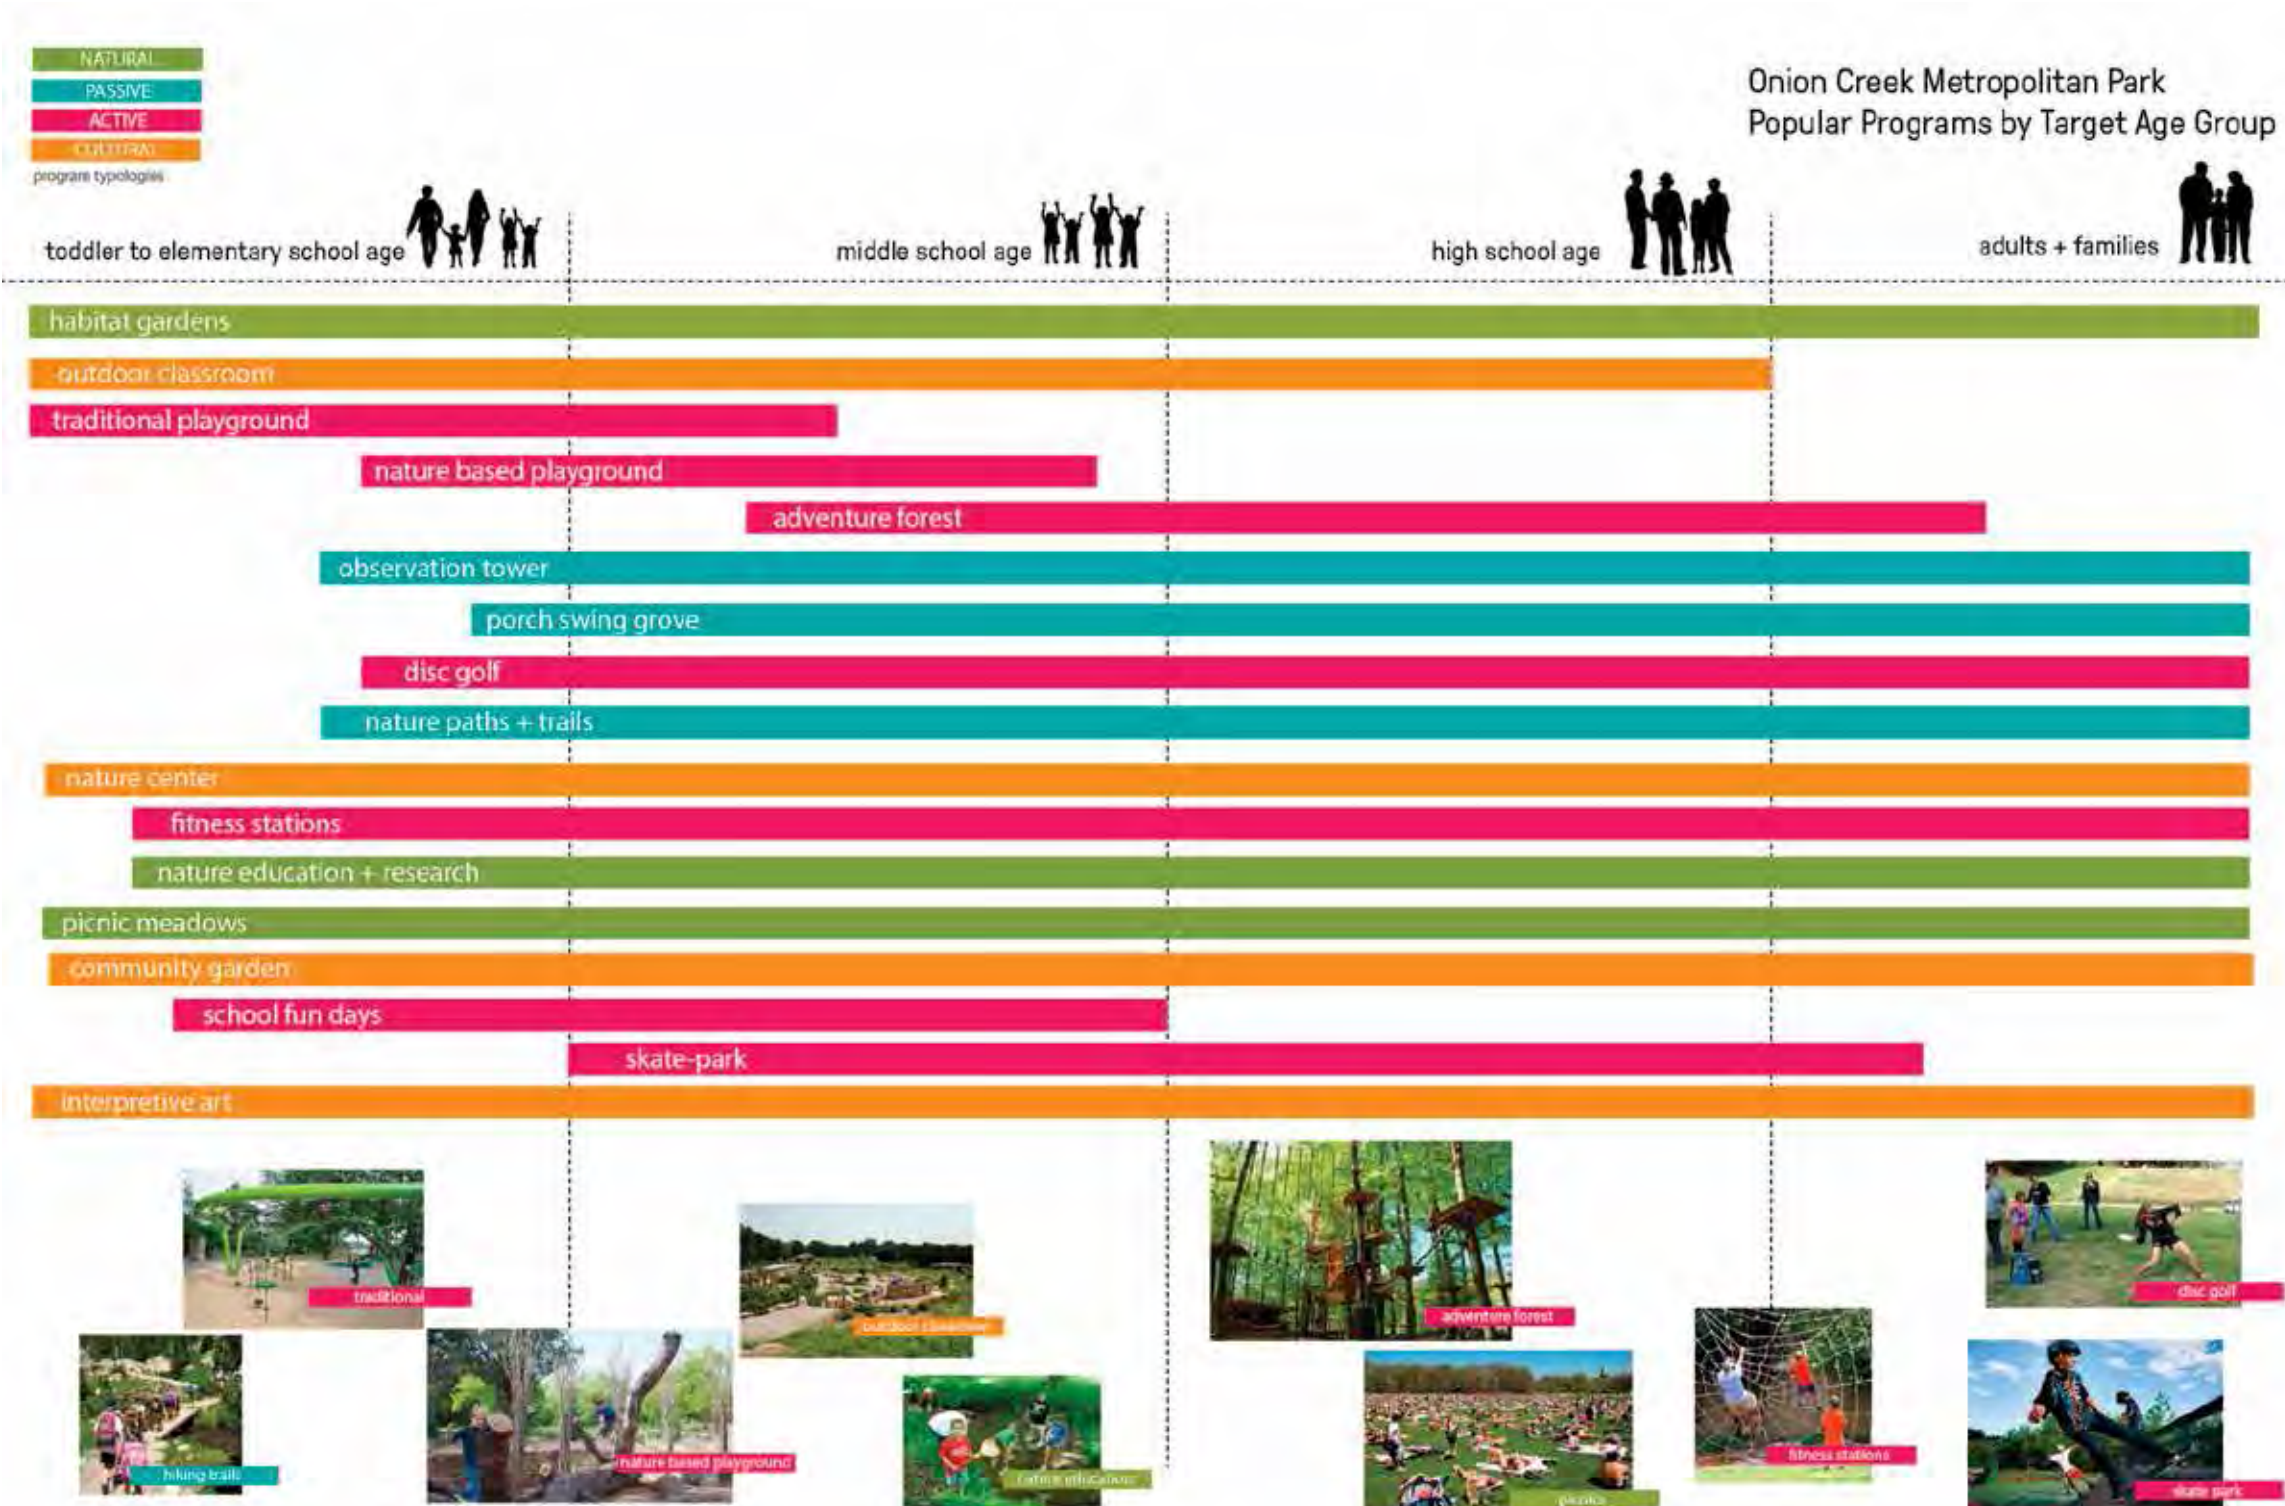 NATURAL
PASSIVE
ACTIVE
CULTURAL
program typologies
Onion Creek Metropolitan Park
Popular Programs by Target Age Group
toddler to elementary school age
middle school age
high school age
adults + families
habitat gardens
outdoor classroom
traditional playground
nature based playground
adventure forest
observation tower
porch swing grove
disc golf
nature paths + trails
nature center
fitness stations
nature education + research
picnic meadows
community garden
school fun days
skate-park
interpretive art
traditional
outdoor classroom
adventure forest
disc golf
hiking trails
nature based playground
nature education
picnics
fitness stations
skate park